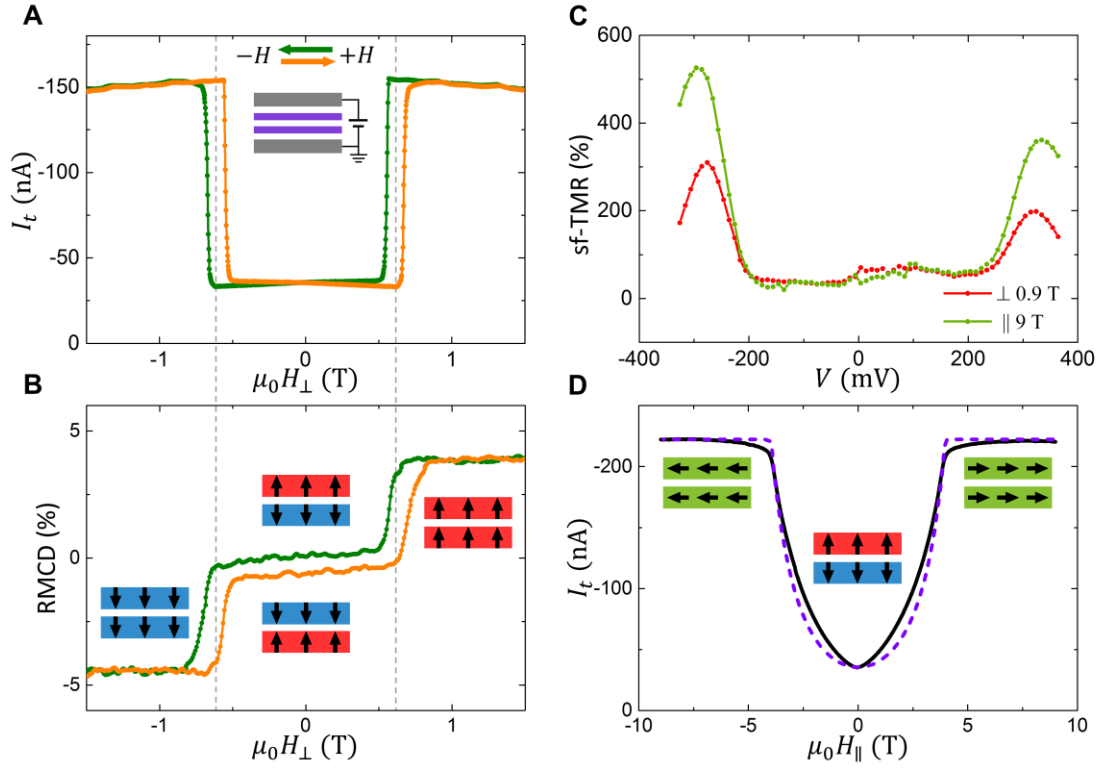 A
−H +H
-150
-100
-50
0
I_t (nA)
-1 0 1
μ₀H⊥ (T)
B
5
0
-5
RMCD (%)
-1 0 1
μ₀H⊥ (T)
C
600
400
200
0
sf-TMR (%)
⊥ 0.9 T
∥ 9 T
-400 -200 0 200 400
V (mV)
D
-200
-100
0
I_t (nA)
-10 -5 0 5 10
μ₀H∥ (T)